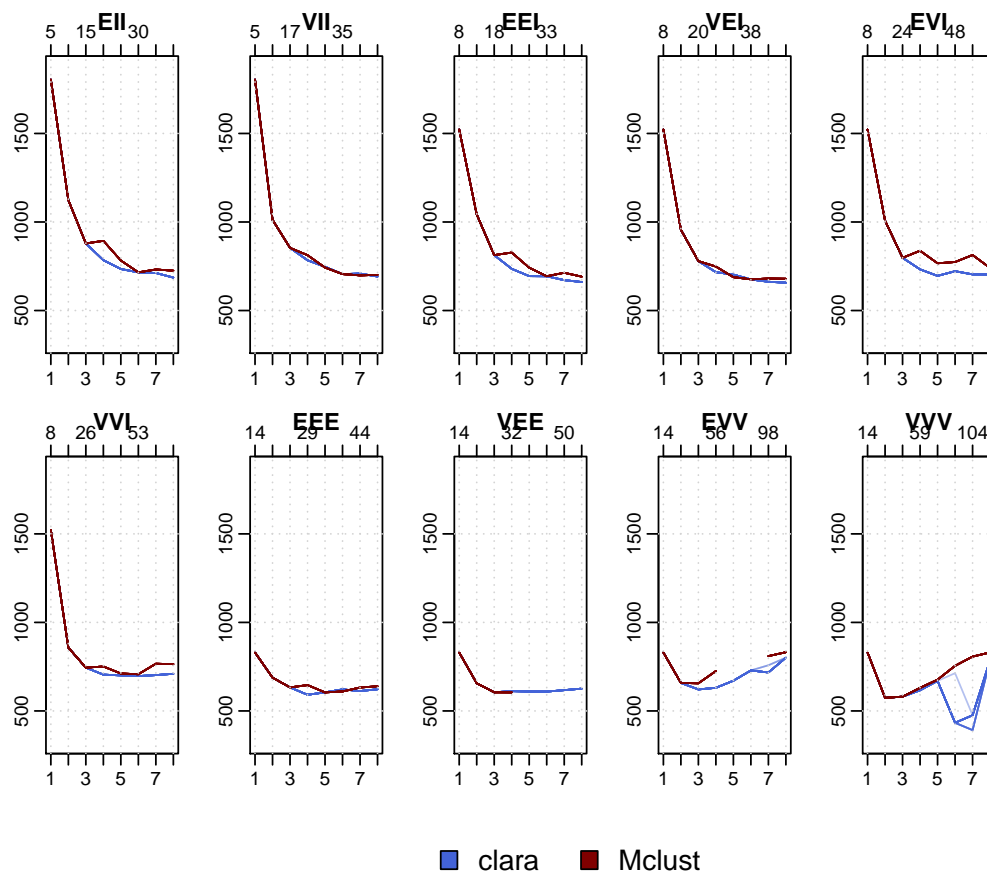 EII VII EEI VEI EVI
5 15 30 5 17 35 8 18 33 8 20 38 8 24 48
1500 1500 1500 1500 1500
1000 1000 1000 1000 1000
500 500 500 500 500
1 3 5 7 1 3 5 7 1 3 5 7 1 3 5 7 1 3 5 7
VVI EEE VEE EVV VVV
8 26 53 14 29 44 14 32 50 14 56 98 14 59 104
1500 1500 1500 1500 1500
1000 1000 1000 1000 1000
500 500 500 500 500
1 3 5 7 1 3 5 7 1 3 5 7 1 3 5 7 1 3 5 7
clara Mclust